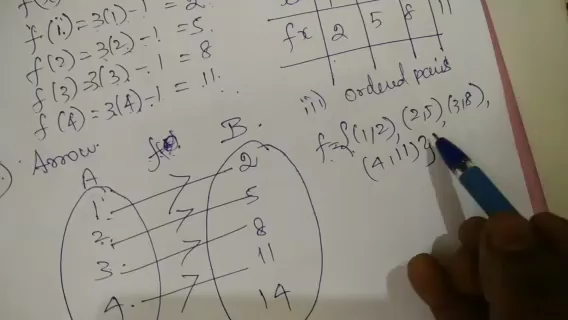 f(1) = 3(1) - 1 = 2.
f(2) = 3(2) - 1 = 5.
f(3) = 3(3) - 1 = 8
f(4) = 3(4) - 1 = 11.
fx 2 5 8 11
iii) ordered pairs
f = {(1,2), (2,5), (3,8),
(4,11)}
Arrow.
A B.
1 2
2 5
3 8
4 11
14